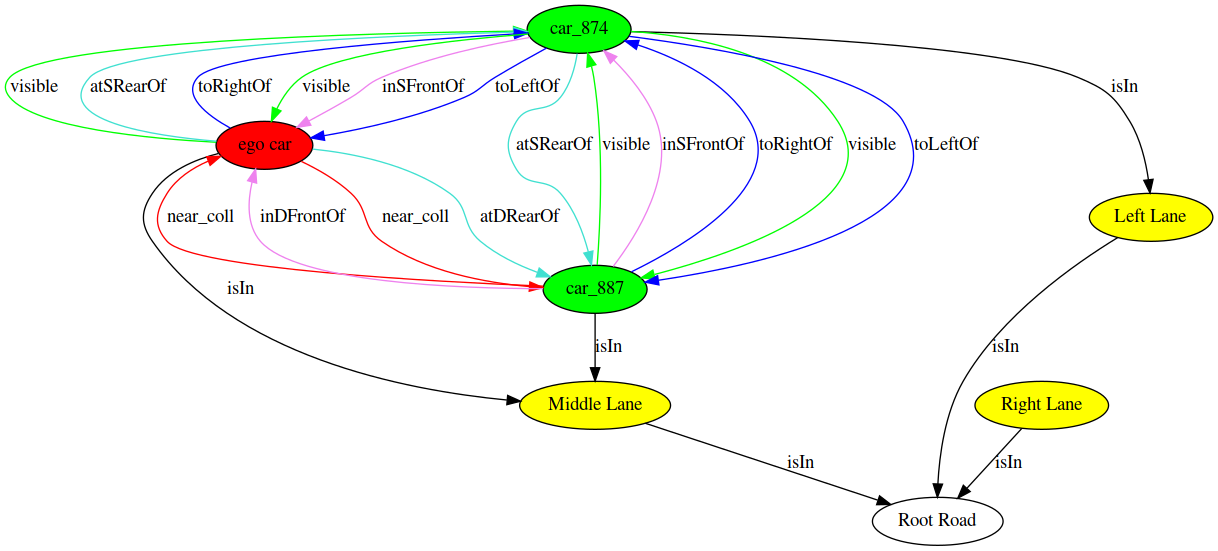 car_874
visible
atSRearOf
toRightOf
visible
inSFrontOf
toLeftOf
isIn
ego car
atSRearOf
visible
inSFrontOf
toRightOf
visible
toLeftOf
near_coll
inDFrontOf
near_coll
atDRearOf
Left Lane
isIn
car_887
isIn
isIn
Middle Lane
Right Lane
isIn
isIn
Root Road